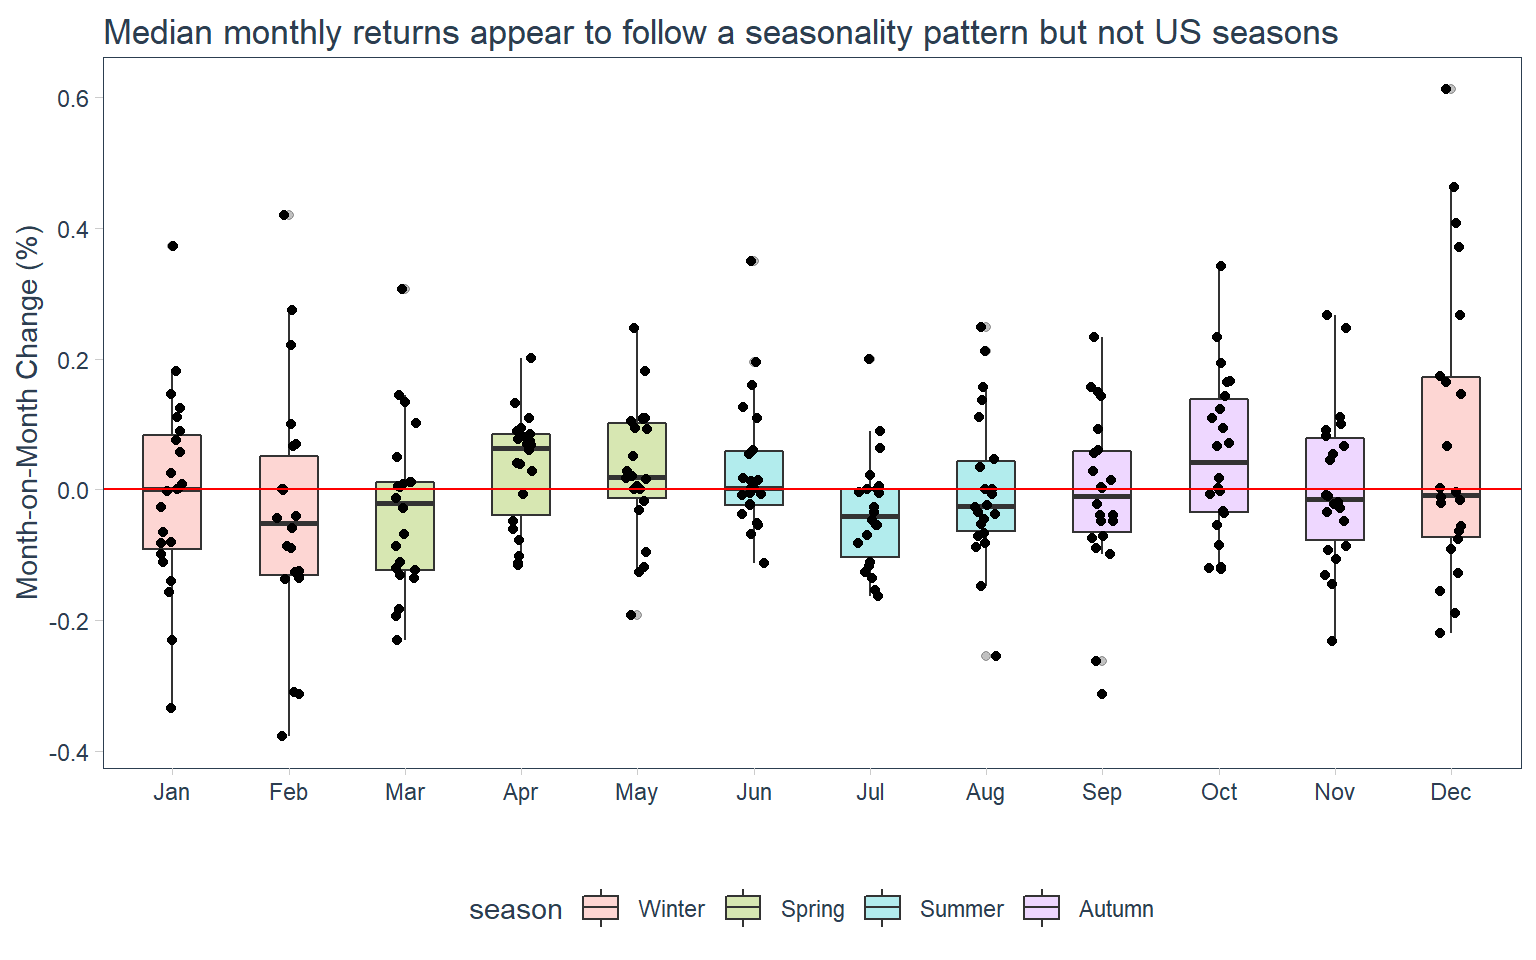 Median monthly returns appear to follow a seasonality pattern but not US seasons
Month-on-Month Change (%)
0.6
0.4
0.2
0.0
-0.2
-0.4
Jan Feb Mar Apr May Jun Jul Aug Sep Oct Nov Dec
season Winter Spring Summer Autumn